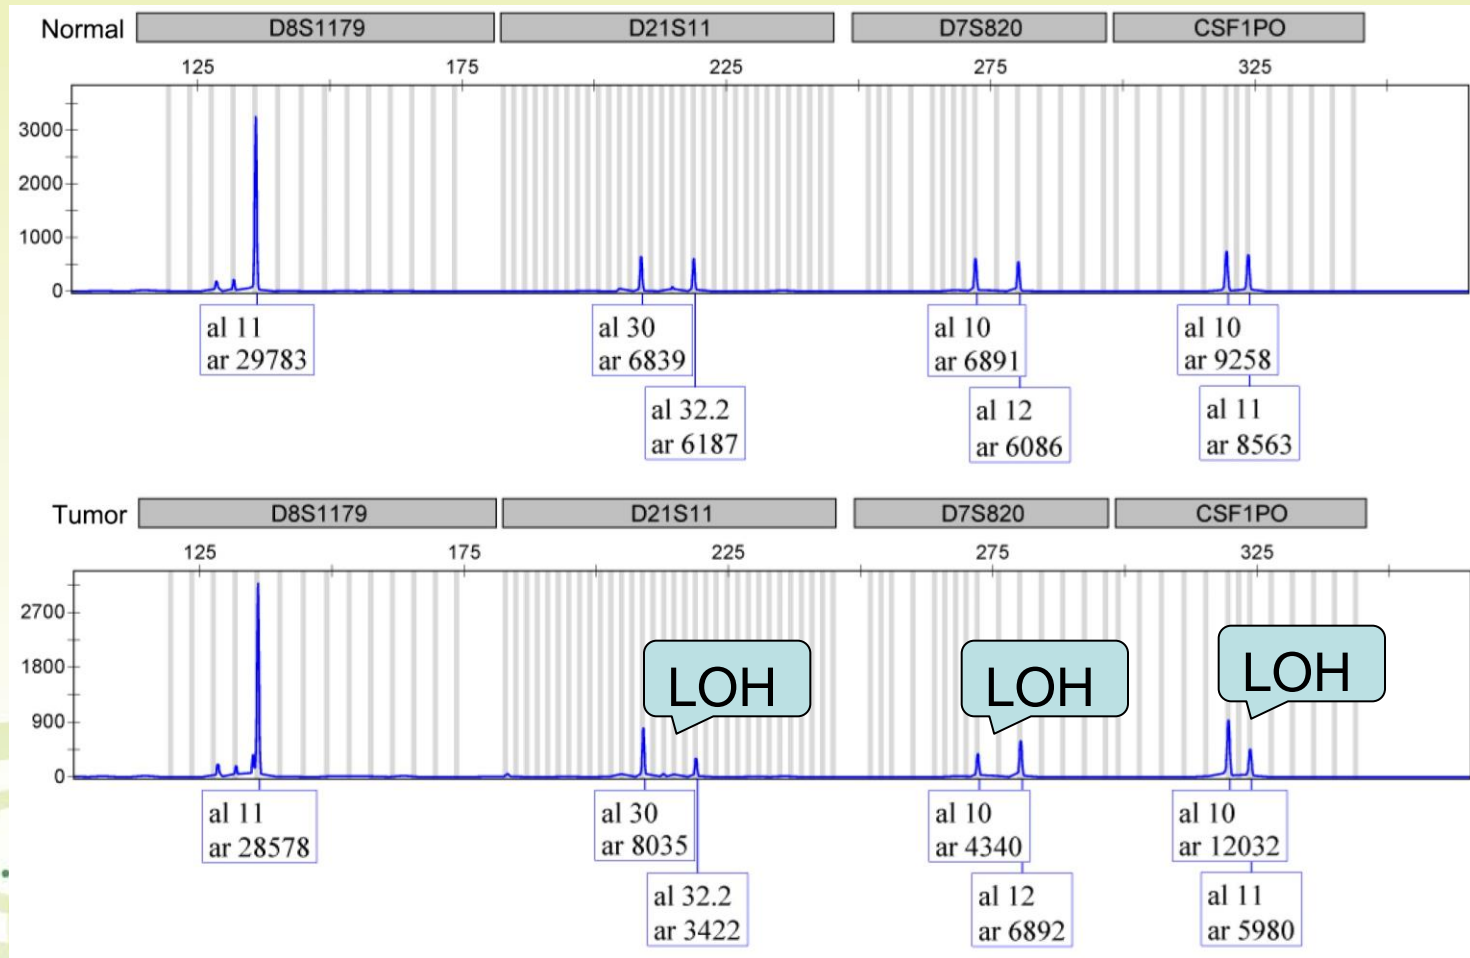 Normal D8S1179 D21S11 D7S820 CSF1PO
125 175 225 275 325
3000
2000
1000
0
al 11
ar 29783
al 30
ar 6839
al 32.2
ar 6187
al 10
ar 6891
al 12
ar 6086
al 10
ar 9258
al 11
ar 8563
Tumor D8S1179 D21S11 D7S820 CSF1PO
125 175 225 275 325
2700
1800
900
0
LOH
LOH
LOH
al 11
ar 28578
al 30
ar 8035
al 32.2
ar 3422
al 10
ar 4340
al 12
ar 6892
al 10
ar 12032
al 11
ar 5980